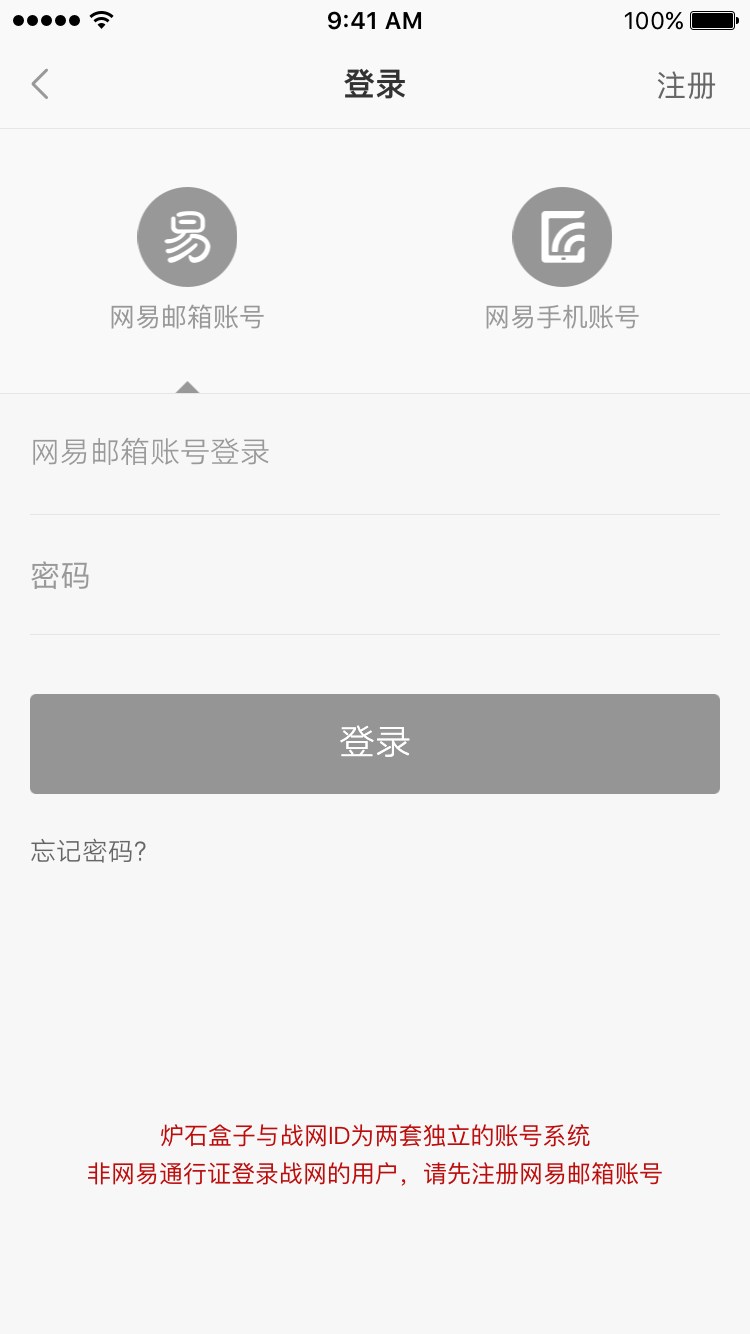 9:41 AM
100%
登录
注册
易
网易邮箱账号
网易手机账号
网易邮箱账号登录
密码
登录
忘记密码?
炉石盒子与战网ID为两套独立的账号系统
非网易通行证登录战网的用户，请先注册网易邮箱账号